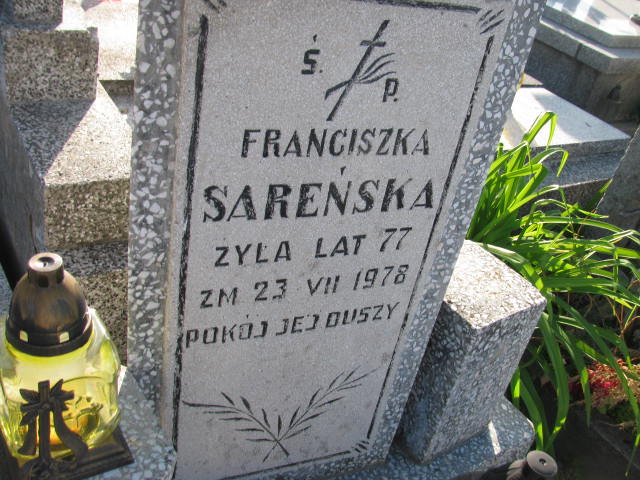 Ś. P.
FRANCISZKA
SAREŃSKA
ŻYŁA LAT 77
ZM 23 VII 1978
POKÓJ JEJ DUSZY